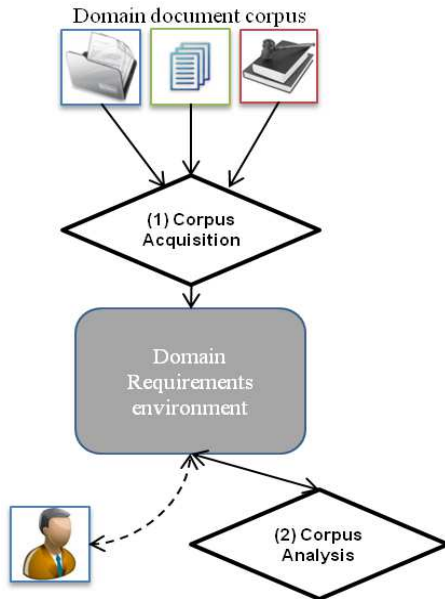 Domain document corpus
(1) Corpus
Acquisition
Domain
Requirements
environment
(2) Corpus
Analysis